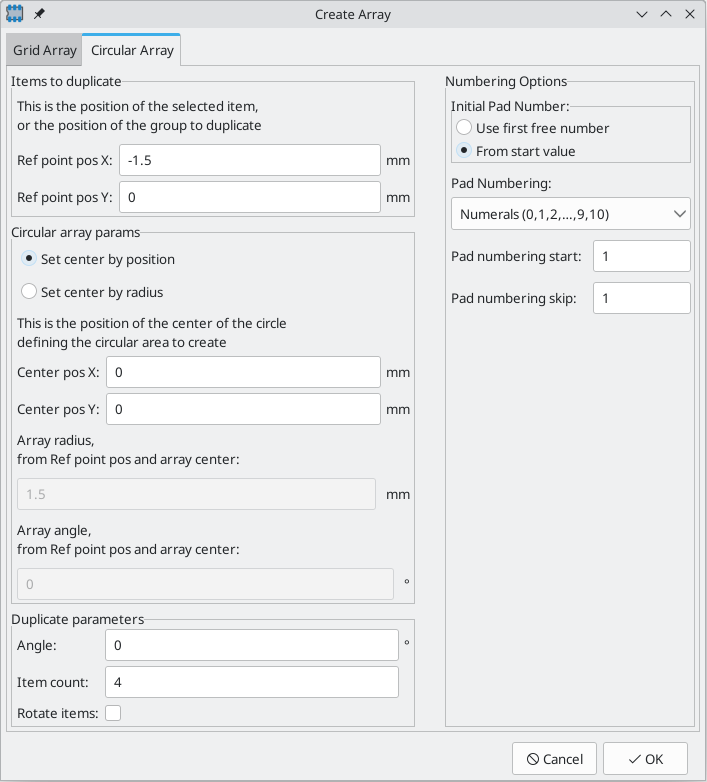 Create Array
Grid Array
Circular Array
Items to duplicate
This is the position of the selected item,
or the position of the group to duplicate
Ref point pos X: -1.5 mm
Ref point pos Y: 0 mm
Circular array params
Set center by position
Set center by radius
This is the position of the center of the circle
defining the circular area to create
Center pos X: 0 mm
Center pos Y: 0 mm
Array radius,
from Ref point pos and array center:
1.5 mm
Array angle,
from Ref point pos and array center:
0 °
Duplicate parameters
Angle: 0 °
Item count: 4
Rotate items:
Numbering Options
Initial Pad Number:
Use first free number
From start value
Pad Numbering:
Numerals (0,1,2,...,9,10)
Pad numbering start: 1
Pad numbering skip: 1
Cancel
OK